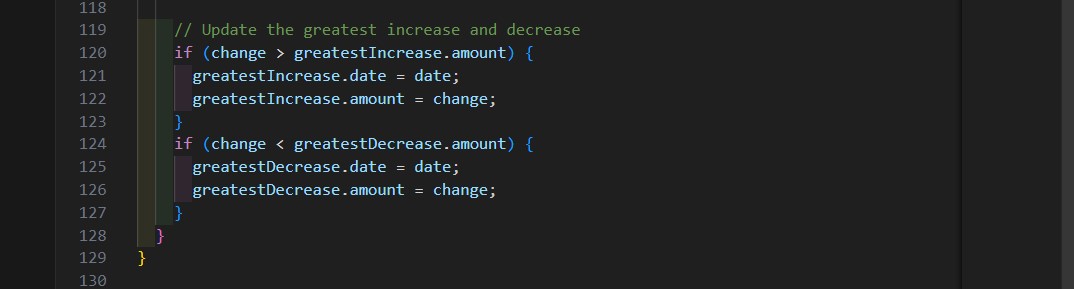 118
119 // Update the greatest increase and decrease
120 if (change > greatestIncrease.amount) {
121 greatestIncrease.date = date;
122 greatestIncrease.amount = change;
123 }
124 if (change < greatestDecrease.amount) {
125 greatestDecrease.date = date;
126 greatestDecrease.amount = change;
127 }
128 }
129 }
130